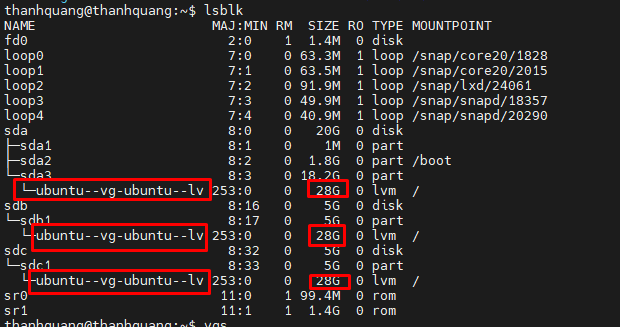 thanhquang@thanhquang:~$ lsblk
NAME MAJ:MIN RM SIZE RO TYPE MOUNTPOINT
fd0 2:0 1 1.4M 0 disk
loop0 7:0 0 63.3M 1 loop /snap/core20/1828
loop1 7:1 0 63.5M 1 loop /snap/core20/2015
loop2 7:2 0 91.9M 1 loop /snap/lxd/24061
loop3 7:3 0 49.9M 1 loop /snap/snapd/18357
loop4 7:4 0 40.9M 1 loop /snap/snapd/20290
sda 8:0 0 20G 0 disk
├─sda1 8:1 0 1M 0 part
├─sda2 8:2 0 1.8G 0 part /boot
└─sda3 8:3 0 18.2G 0 part
└─ubuntu--vg-ubuntu--lv 253:0 0 28G 0 lvm /
sdb 8:16 0 5G 0 disk
└─sdb1 8:17 0 5G 0 part
└─ubuntu--vg-ubuntu--lv 253:0 0 28G 0 lvm /
sdc 8:32 0 5G 0 disk
└─sdc1 8:33 0 5G 0 part
└─ubuntu--vg-ubuntu--lv 253:0 0 28G 0 lvm /
sr0 11:0 1 99.4M 0 rom
sr1 11:1 1 1.4G 0 rom
thanhquang@thanhquang:~$ vgs